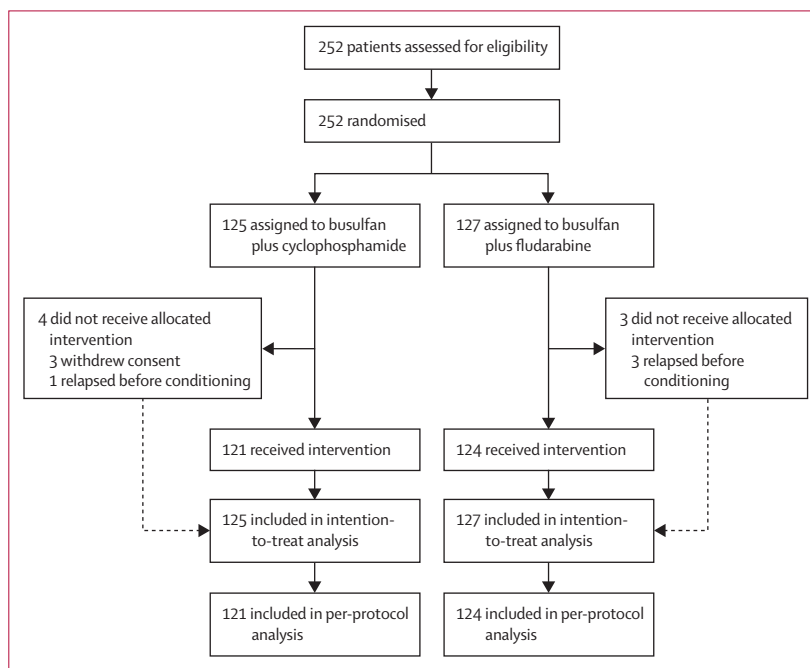 252 patients assessed for eligibility
252 randomised
125 assigned to busulfan
plus cyclophosphamide
127 assigned to busulfan
plus fludarabine
4 did not receive allocated
intervention
3 withdrew consent
1 relapsed before conditioning
3 did not receive allocated
intervention
3 relapsed before
conditioning
121 received intervention
124 received intervention
125 included in intention-
to-treat analysis
127 included in intention-
to-treat analysis
121 included in per-protocol
analysis
124 included in per-protocol
analysis